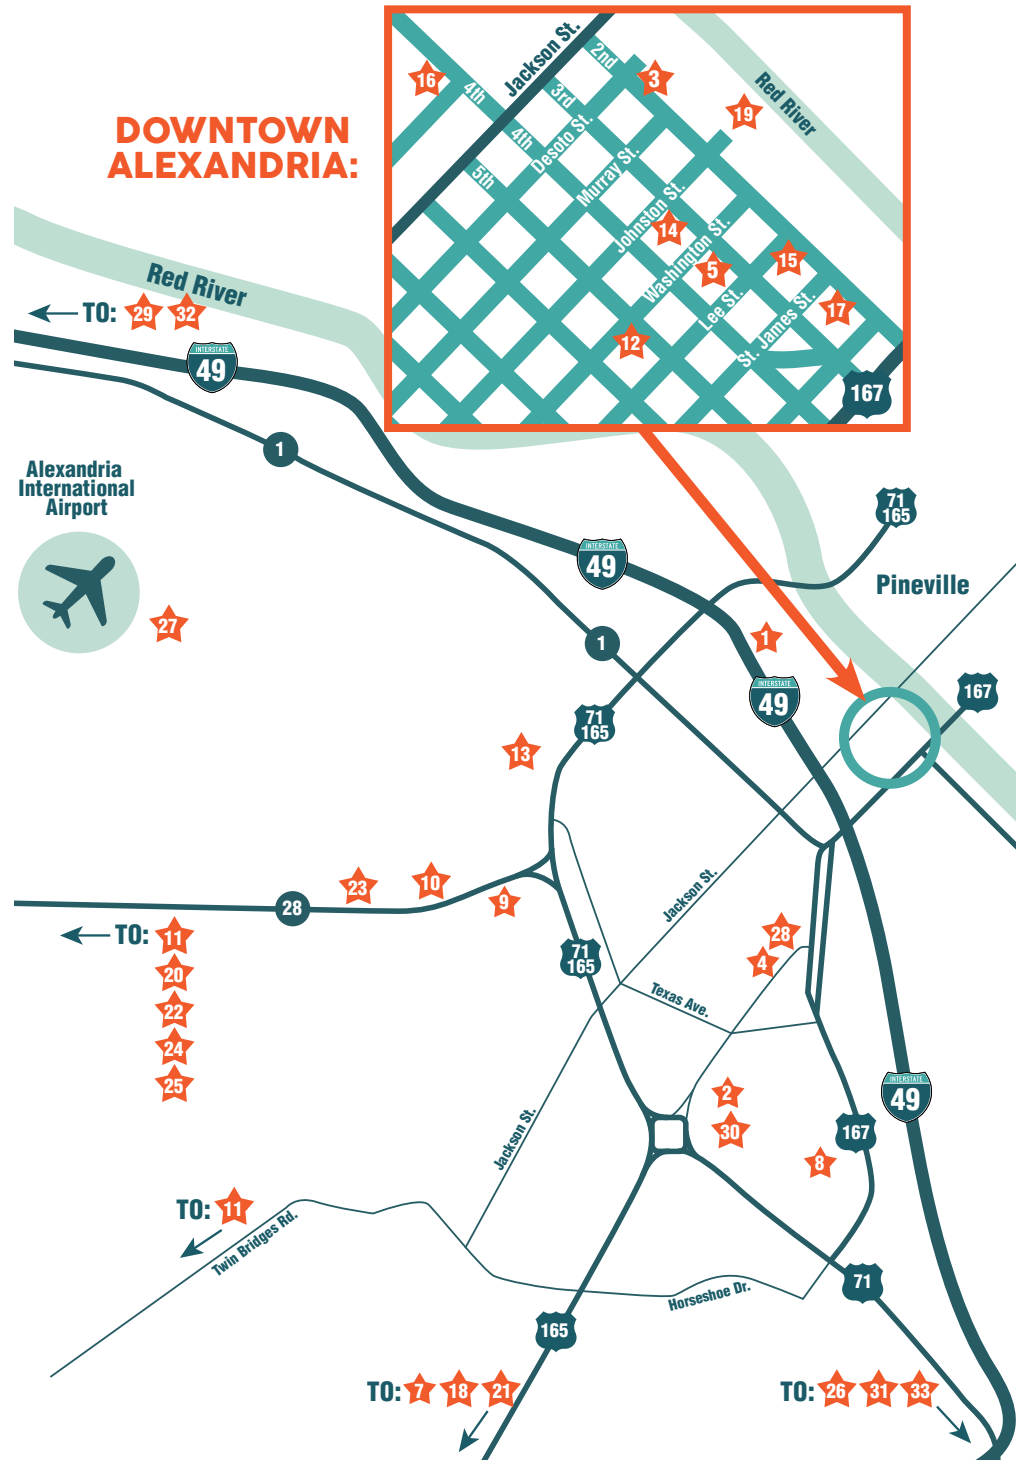 DOWNTOWN
ALEXANDRIA:
Jackson St.
2nd
3
16
4th
3rd
19
Red River
4th
Desoto St.
5th
Murray St.
Johnston St.
14
Washington St.
5
15
Lee St.
17
12
St. James St.
167
Red River
TO: 29 32
INTERSTATE
49
1
Alexandria
International
Airport
71
165
INTERSTATE
49
Pineville
27
1
1
INTERSTATE
49
167
71
165
13
23
10
9
28
Jackson St.
TO: 11
20
22
24
25
28
4
71
165
Texas Ave.
2
30
INTERSTATE
49
167
8
Jackson St.
TO: 11
Twin Bridges Rd.
71
Horseshoe Dr.
165
TO: 7 18 21
TO: 26 31 33